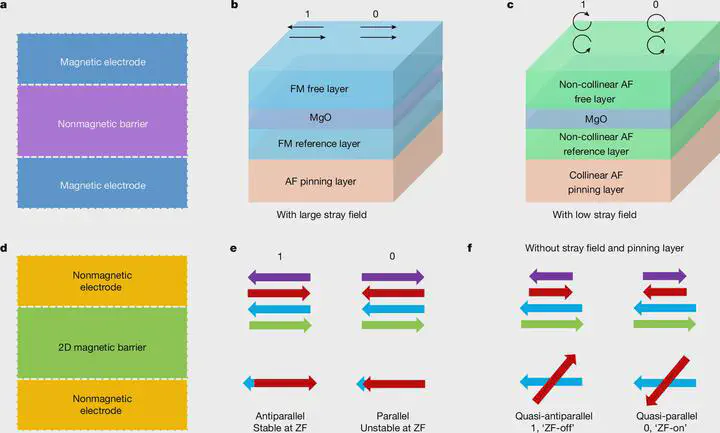 a
Magnetic electrode
Nonmagnetic barrier
Magnetic electrode
b
1 0
FM free layer
MgO
FM reference layer
AF pinning layer
With large stray field
c
1 0
Non-collinear AF
free layer
MgO
Non-collinear AF
reference layer
Collinear AF
pinning layer
With low stray field
d
Nonmagnetic
electrode
2D magnetic barrier
Nonmagnetic
electrode
e
1 0
Antiparallel
Stable at ZF
Parallel
Unstable at ZF
f
Without stray field and pinning layer
Quasi-antiparallel
1, ‘ZF-off’
Quasi-parallel
0, ‘ZF-on’